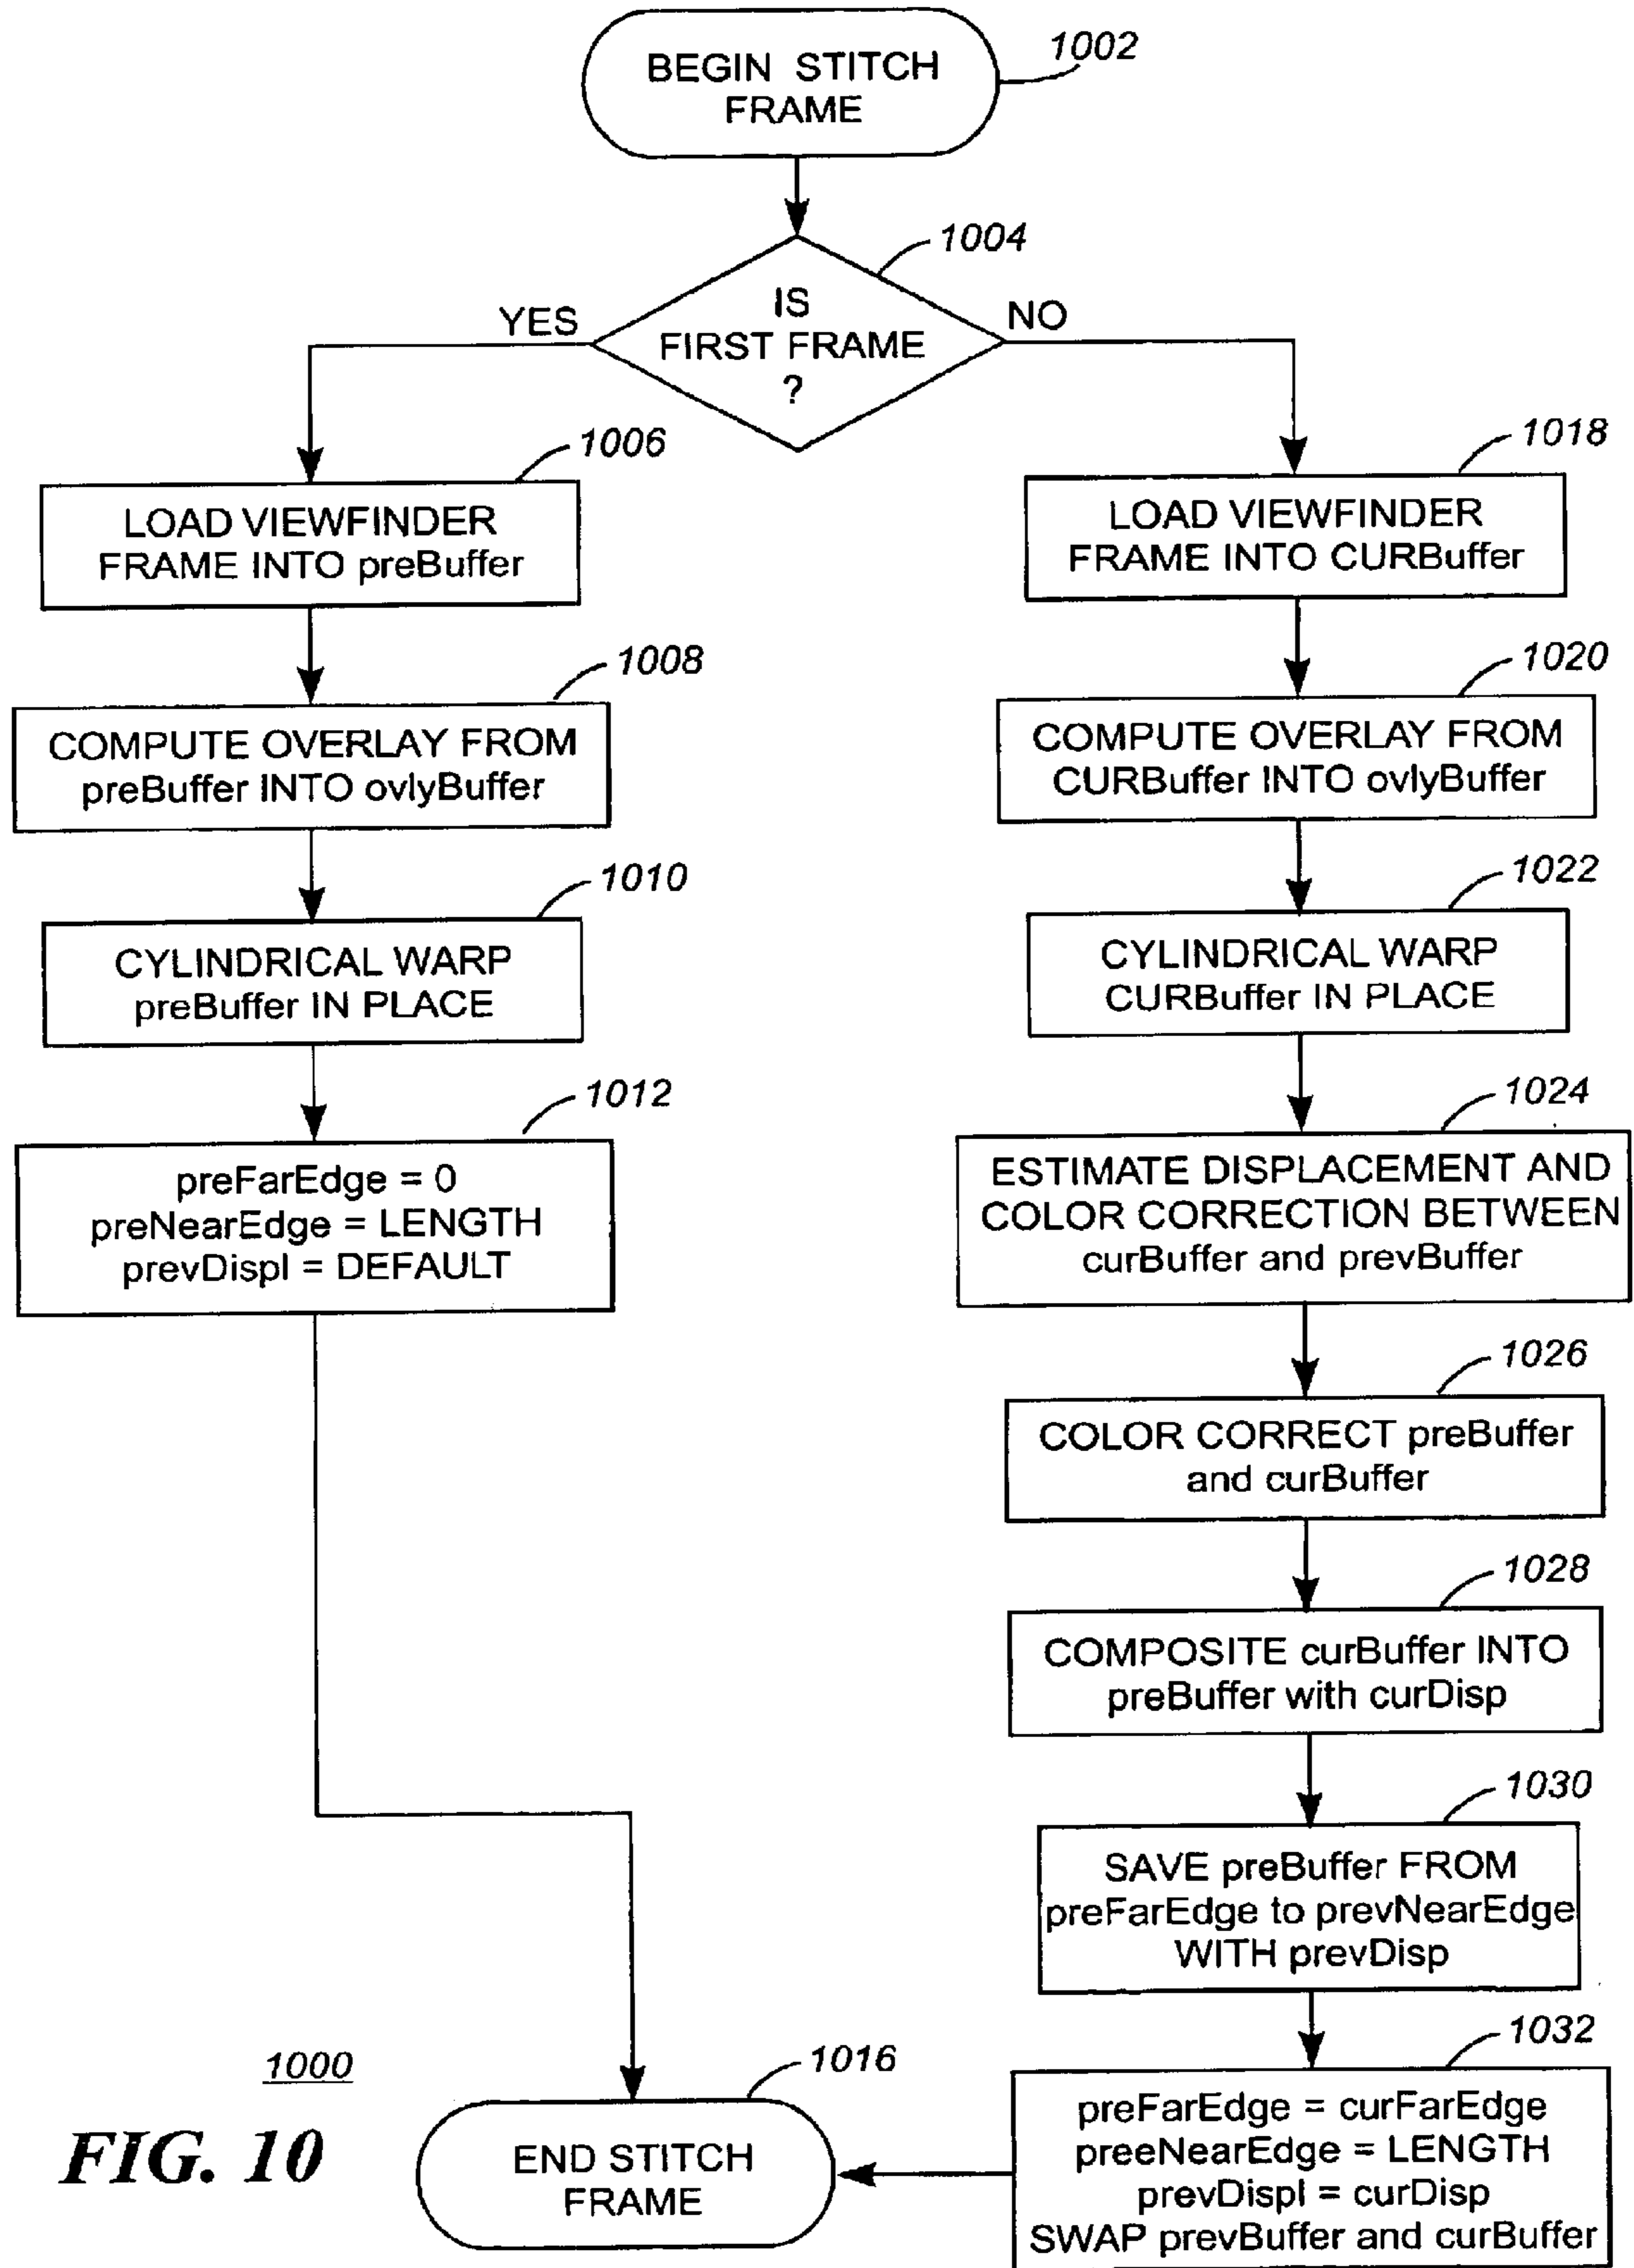 BEGIN STITCH
FRAME
1002
1004
IS
FIRST FRAME
?
YES
NO
1006
LOAD VIEWFINDER
FRAME INTO preBuffer
1008
COMPUTE OVERLAY FROM
preBuffer INTO ovlyBuffer
1010
CYLINDRICAL WARP
preBuffer IN PLACE
1012
preFarEdge = 0
preNearEdge = LENGTH
prevDispl = DEFAULT
1018
LOAD VIEWFINDER
FRAME INTO CURBuffer
1020
COMPUTE OVERLAY FROM
CURBuffer INTO ovlyBuffer
1022
CYLINDRICAL WARP
CURBuffer IN PLACE
1024
ESTIMATE DISPLACEMENT AND
COLOR CORRECTION BETWEEN
curBuffer and prevBuffer
1026
COLOR CORRECT preBuffer
and curBuffer
1028
COMPOSITE curBuffer INTO
preBuffer with curDisp
1030
SAVE preBuffer FROM
preFarEdge to prevNearEdge
WITH prevDisp
1032
preFarEdge = curFarEdge
preeNearEdge = LENGTH
prevDispl = curDisp
SWAP prevBuffer and curBuffer
1016
END STITCH
FRAME
1000
FIG. 10